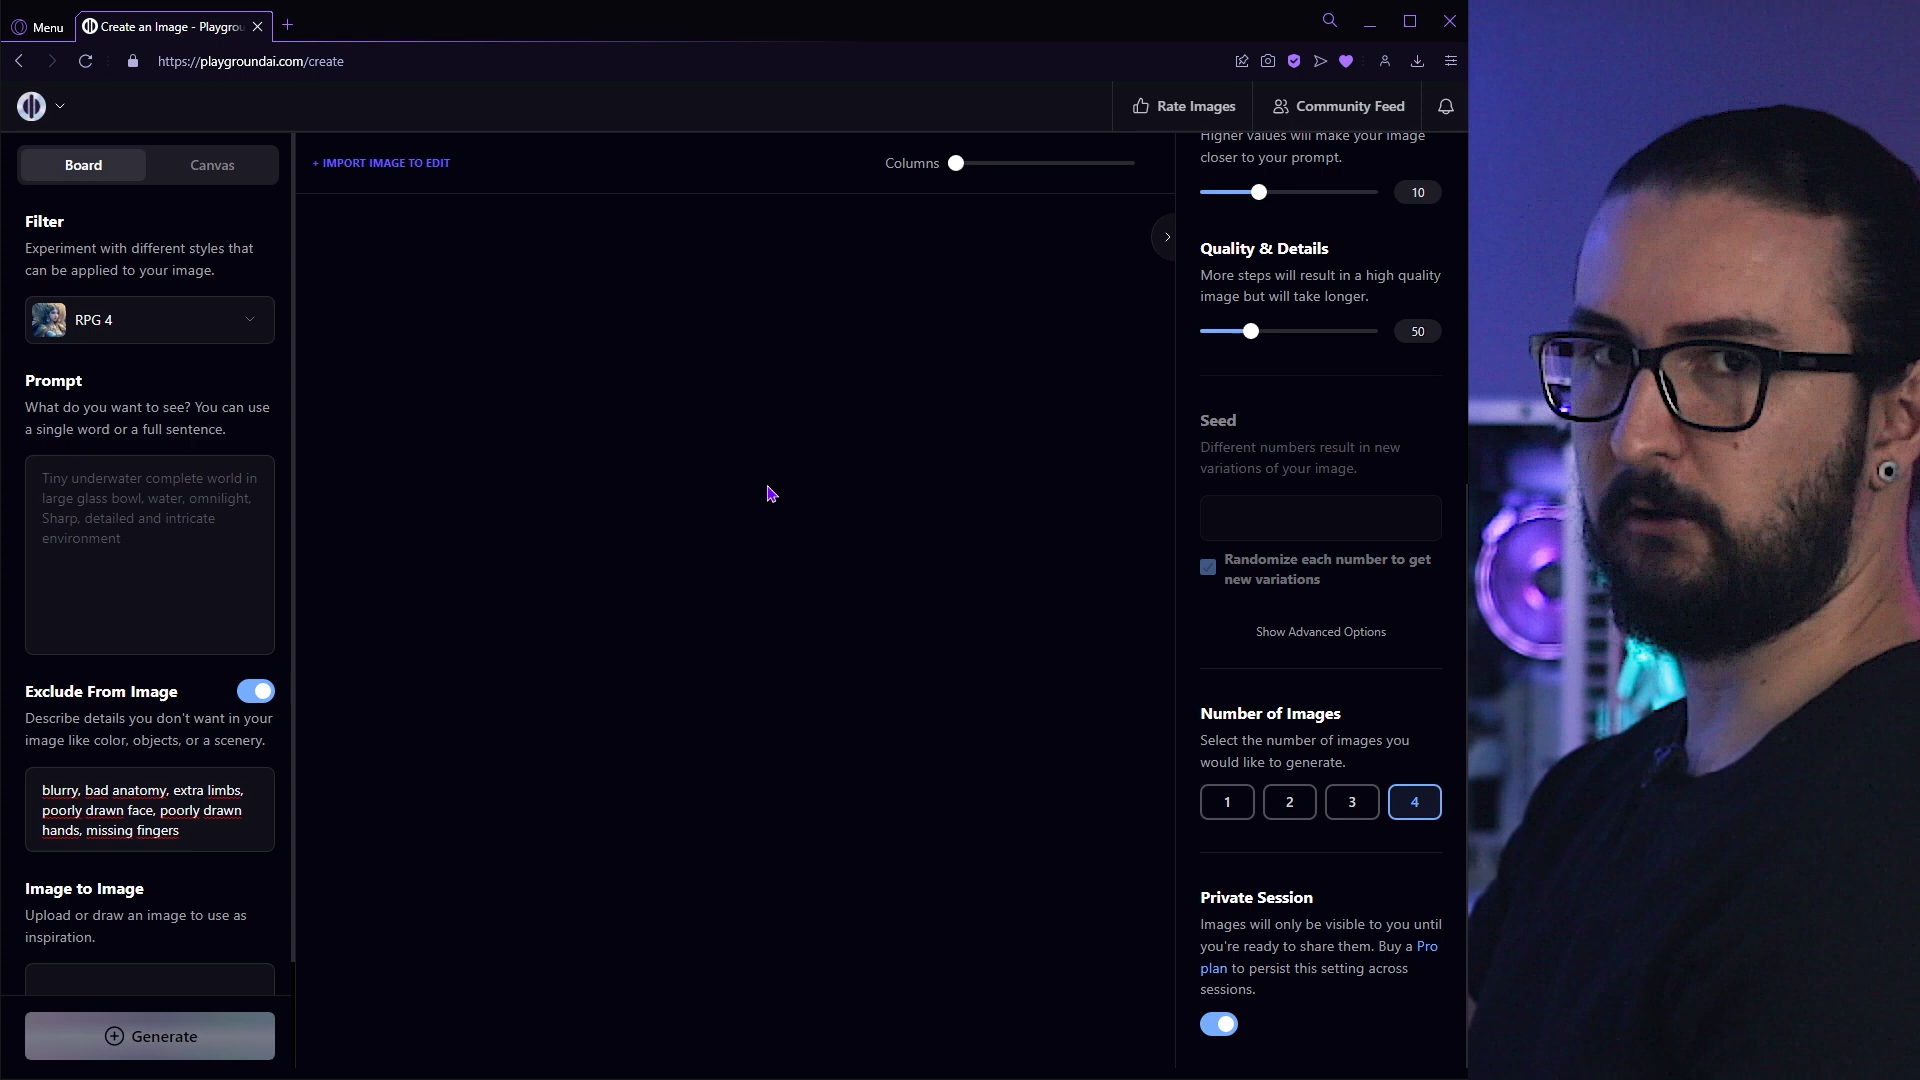 Menu
Create an Image - Playgrou
https://playgroundai.com/create
Rate Images
Community Feed
Board
Canvas
Filter
Experiment with different styles that
can be applied to your image.
RPG 4
Prompt
What do you want to see? You can use
a single word or a full sentence.
Tiny underwater complete world in
large glass bowl, water, omnilight,
Sharp, detailed and intricate
environment
Exclude From Image
Describe details you don't want in your
image like color, objects, or a scenery.
blurry, bad anatomy, extra limbs,
poorly drawn face, poorly drawn
hands, missing fingers
Image to Image
Upload or draw an image to use as
inspiration.
Generate
+ IMPORT IMAGE TO EDIT
Columns
Higher values will make your image
closer to your prompt.
10
Quality & Details
More steps will result in a high quality
image but will take longer.
50
Seed
Different numbers result in new
variations of your image.
Randomize each number to get
new variations
Show Advanced Options
Number of Images
Select the number of images you
would like to generate.
1
2
3
4
Private Session
Images will only be visible to you until
you're ready to share them. Buy a Pro
plan to persist this setting across
sessions.